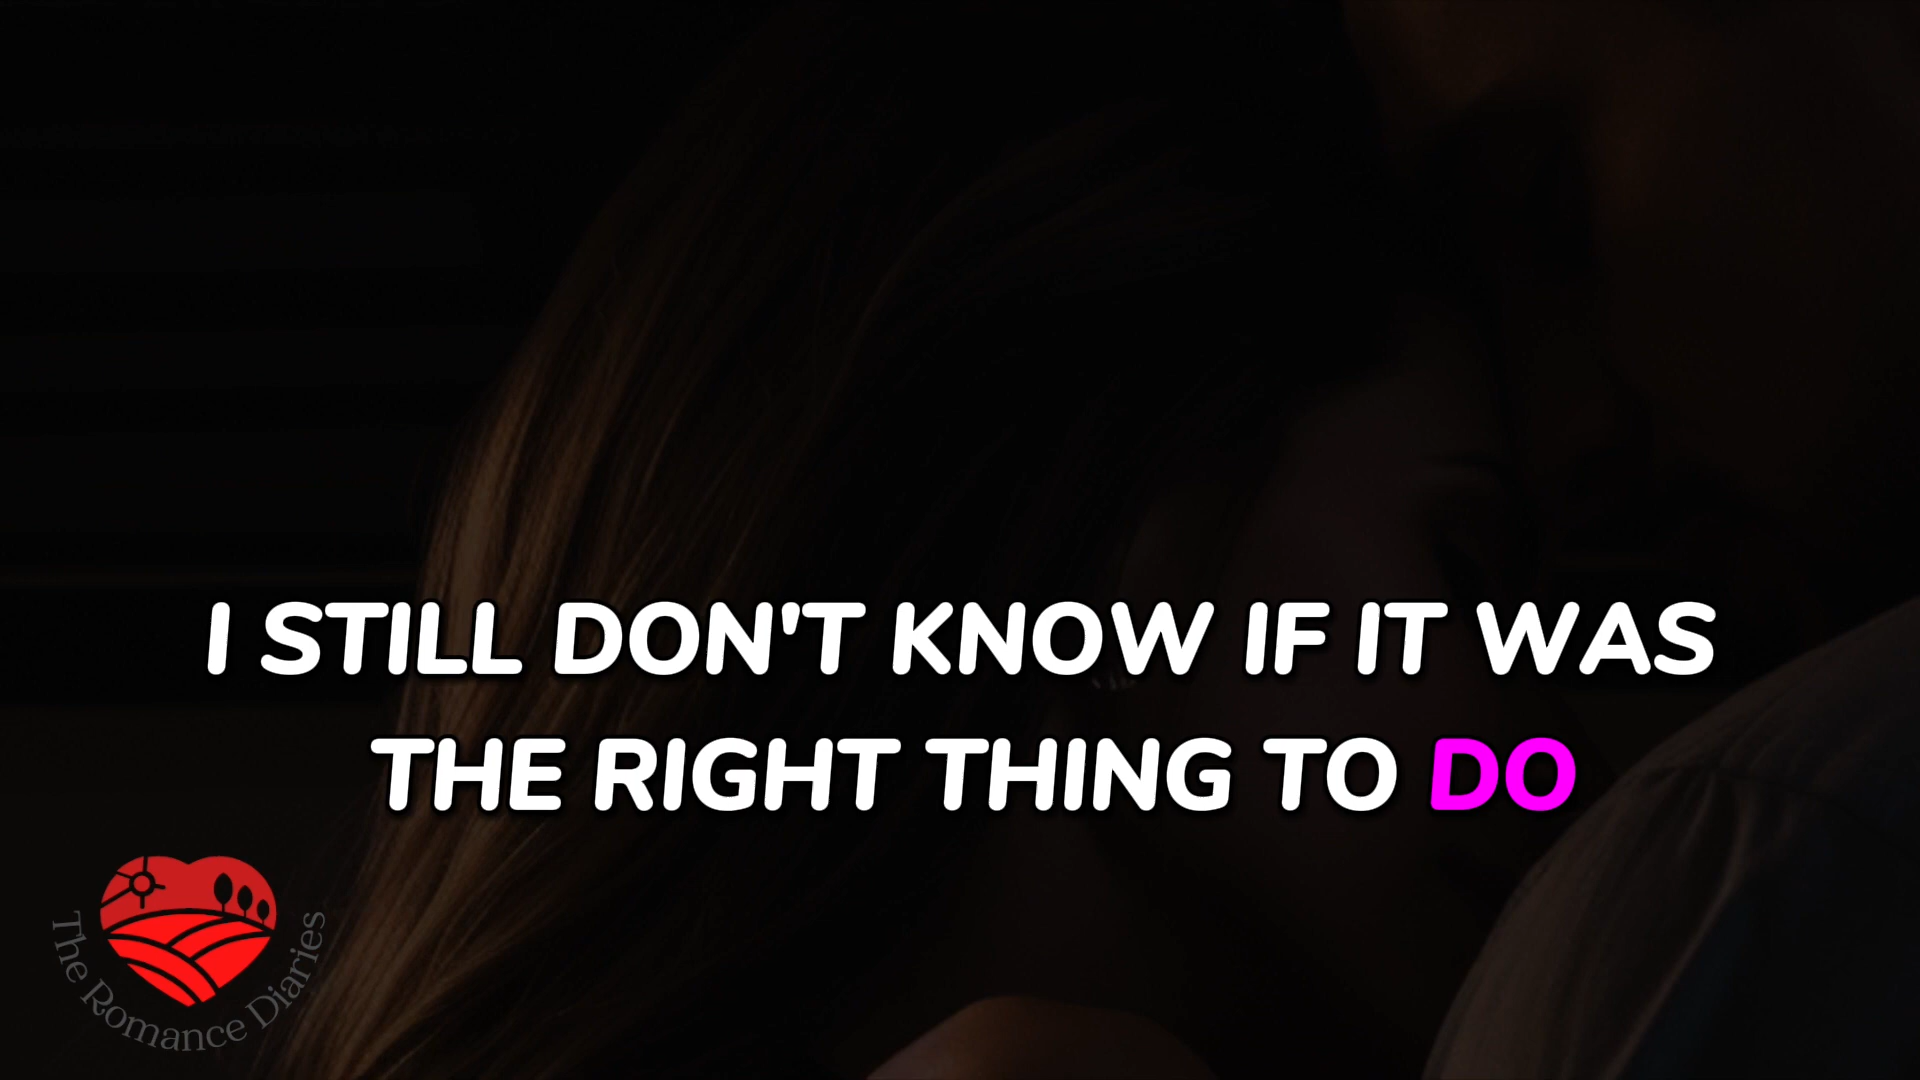 I STILL DON'T KNOW IF IT WAS
THE RIGHT THING TO DO
The Romance Diaries